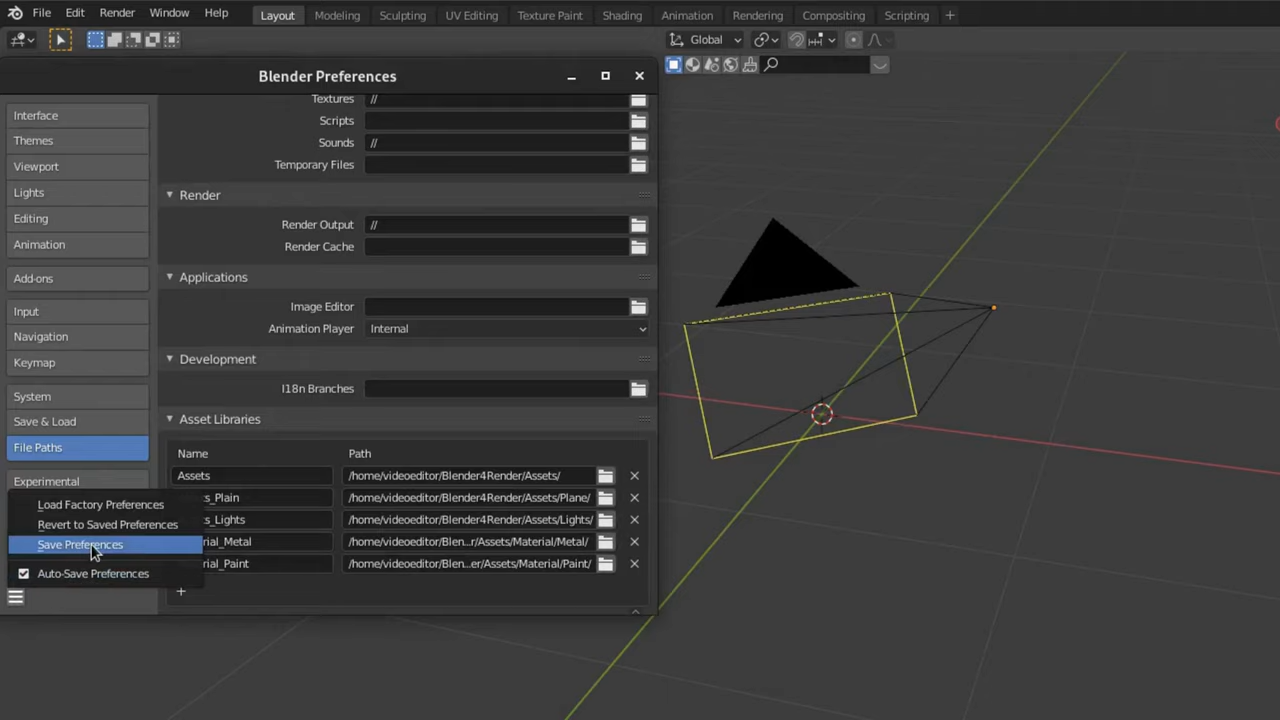 File Edit Render Window Help Layout Modeling Sculpting UV Editing Texture Paint Shading Animation Rendering Compositing Scripting +
Global
Blender Preferences
Interface
Themes
Viewport
Lights
Editing
Animation
Add-ons
Input
Navigation
Keymap
System
Save & Load
File Paths
Experimental
Textures //
Scripts
Sounds //
Temporary Files
Render
Render Output //
Render Cache
Applications
Image Editor
Animation Player Internal
Development
I18n Branches
Asset Libraries
Name Path
Assets /home/videoeditor/Blender4Render/Assets/
ts_Plain /home/videoeditor/Blender4Render/Assets/Plane/
ts_Lights /home/videoeditor/Blender4Render/Assets/Lights/
rial_Metal /home/videoeditor/Blen...r/Assets/Material/Metal/
rial_Paint /home/videoeditor/Blen...er/Assets/Material/Paint/
+
Load Factory Preferences
Revert to Saved Preferences
Save Preferences
Auto-Save Preferences